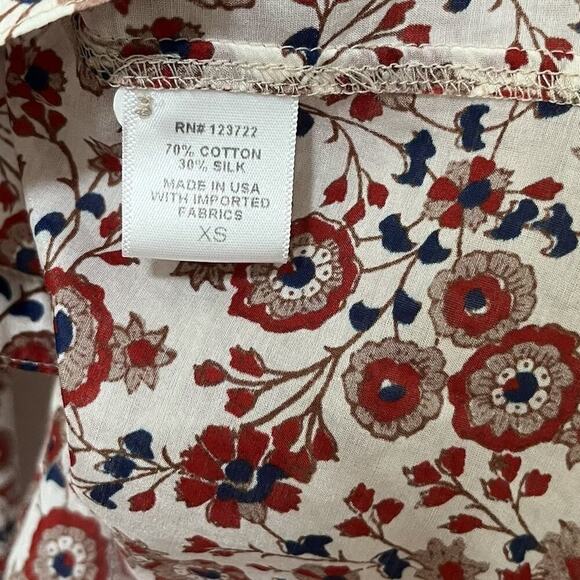 RN# 123722
70% COTTON
30% SILK
MADE IN USA
WITH IMPORTED
FABRICS
XS